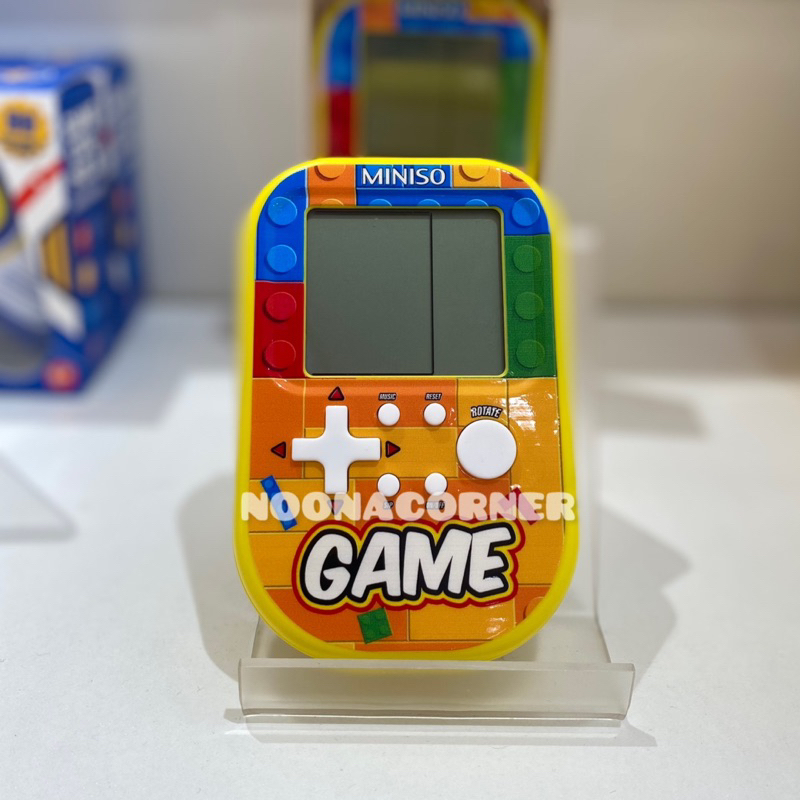 MINISO
MUSIC
RESET
ROTATE
NOONACORNER
GAME